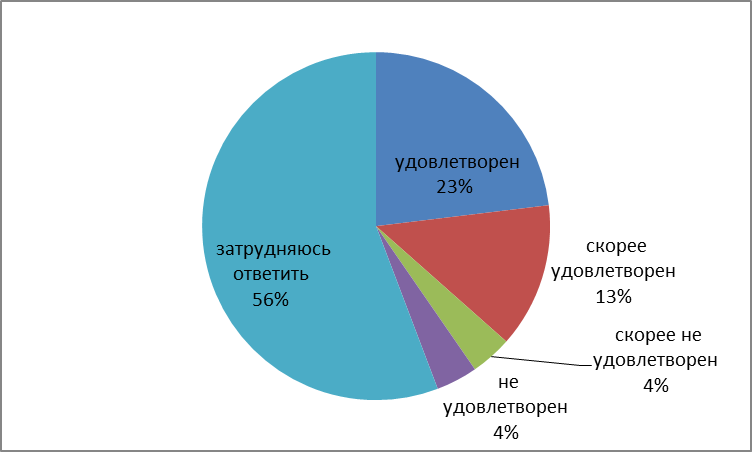 удовлетворен
23%
скорее
удовлетворен
13%
скорее не
удовлетворен
4%
не
удовлетворен
4%
затрудняюсь
ответить
56%